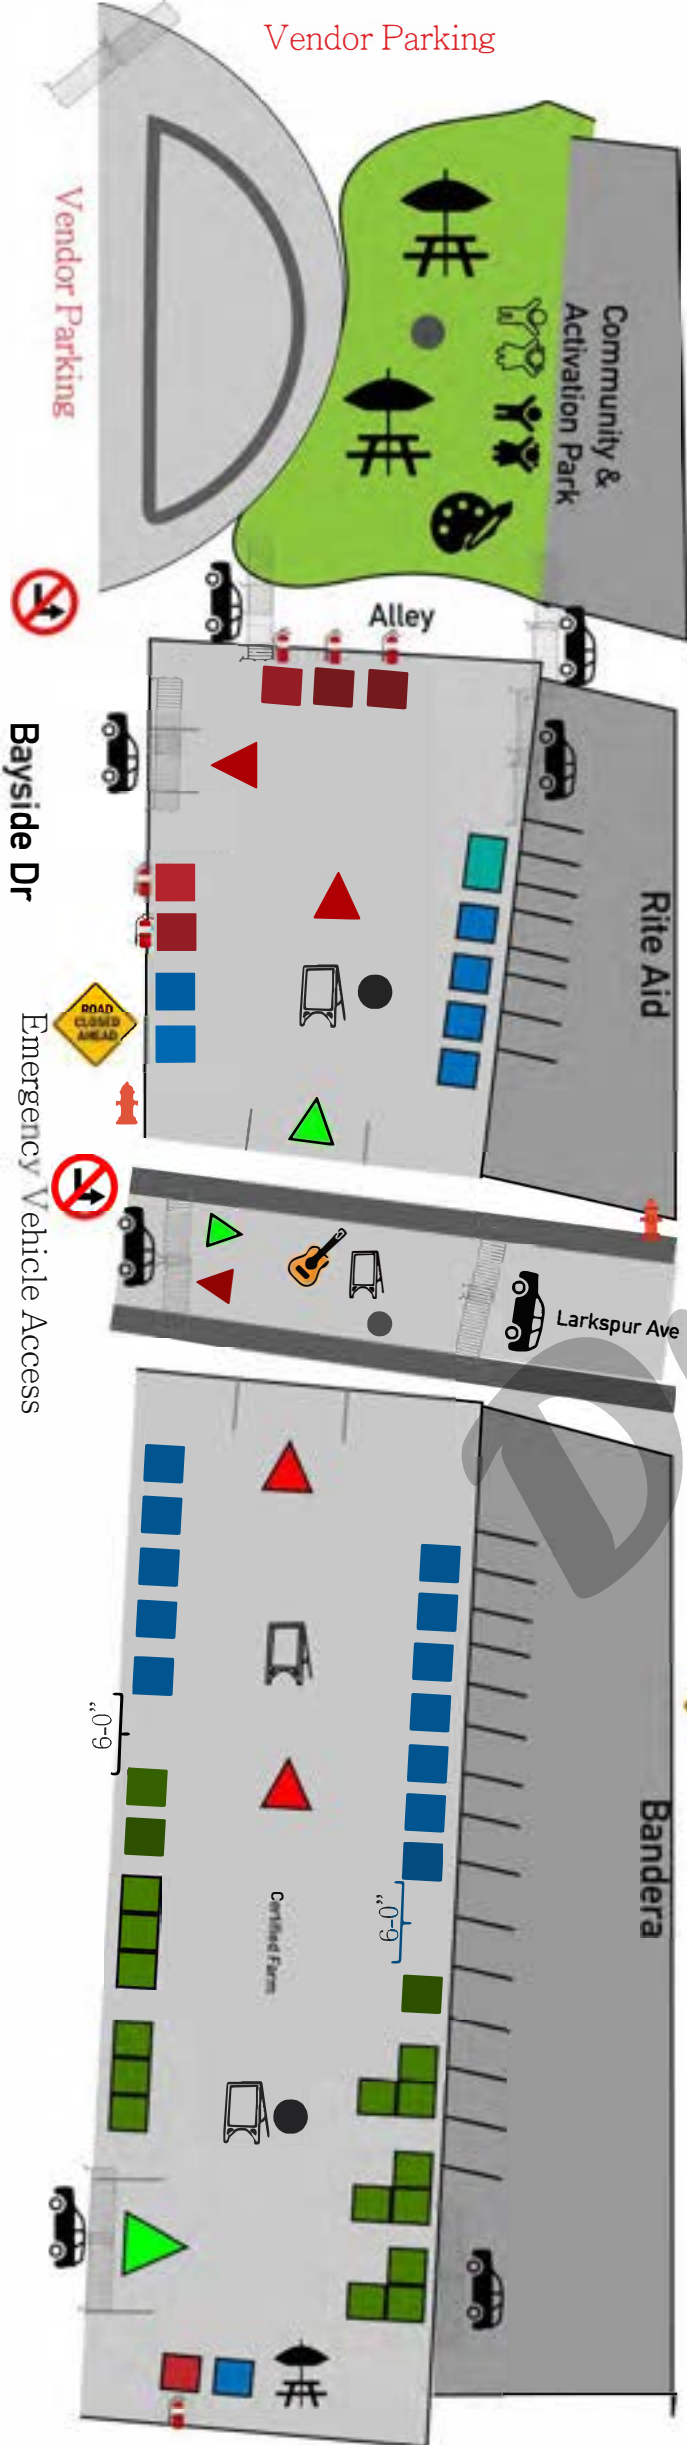 Vendor Parking
Vendor Parking
Community &
Activation Park
Alley
Bayside Dr
Rite Aid
ROAD
CLOSED
AHEAD
Emergency Vehicle Access
Larkspur Ave
Bandera
6-0"
6-0"
Certified Farm